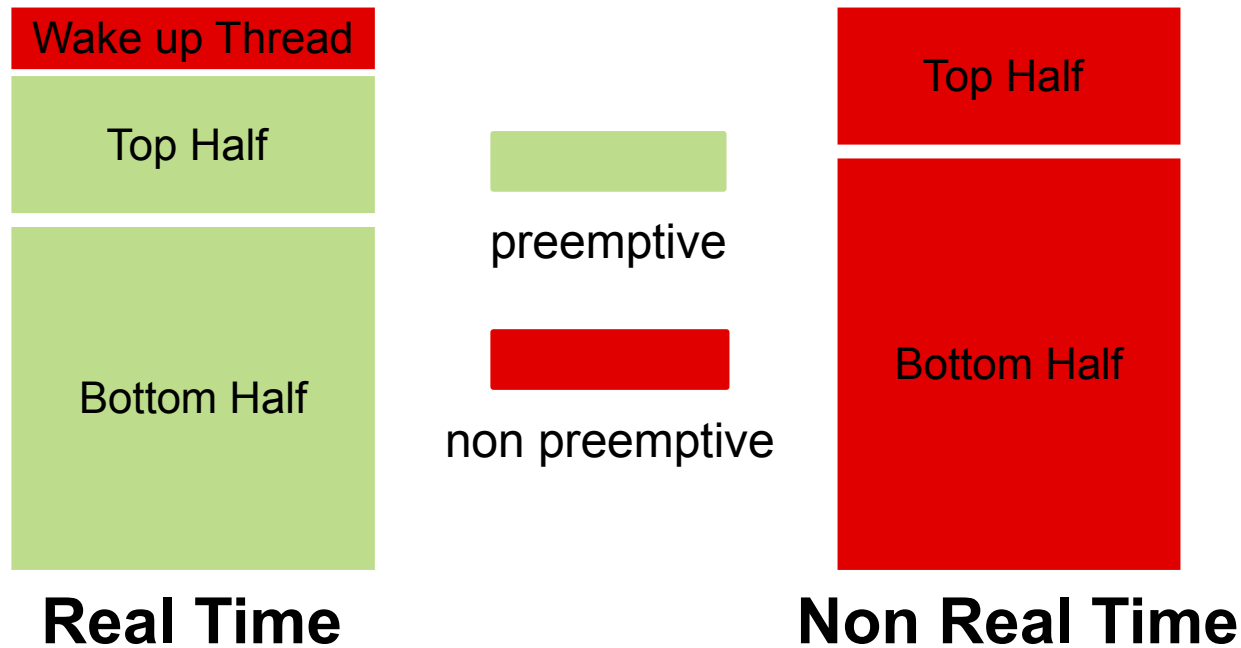 Wake up Thread
Top Half
Bottom Half
Real Time
preemptive
non preemptive
Top Half
Bottom Half
Non Real Time